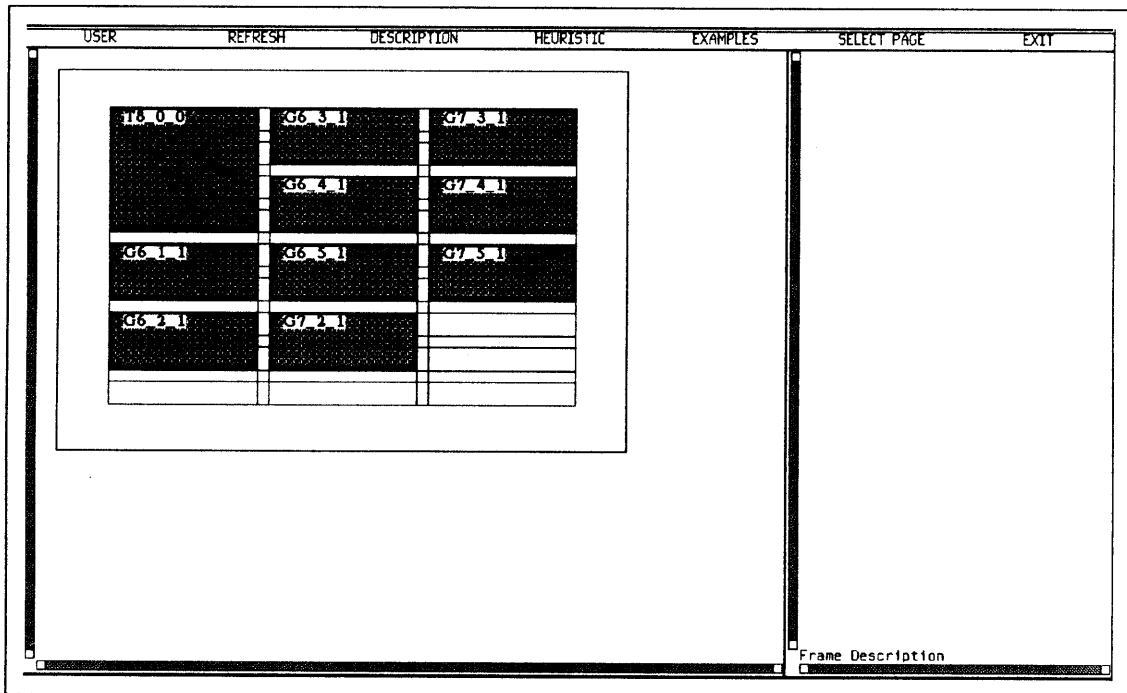 USER REFRESH DESCRIPTION HEURISTIC EXAMPLES SELECT PAGE EXIT
T8_0_0 G6_3_1 G7_3_1
G6_4_1 G7_4_1
G6_1_1 G6_5_1 G7_5_1
G6_2_1 G7_2_1
Frame Description